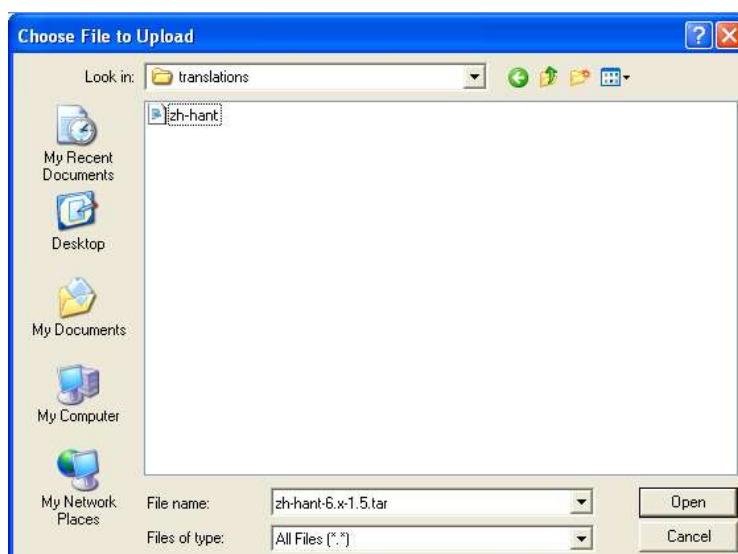 Choose File to Upload
Look in: translations
zh-hant
My Recent
Documents
Desktop
My Documents
My Computer
My Network
Places
File name: zh-hant-6.x-1.5.tar Open
Files of type: All Files (*.*) Cancel